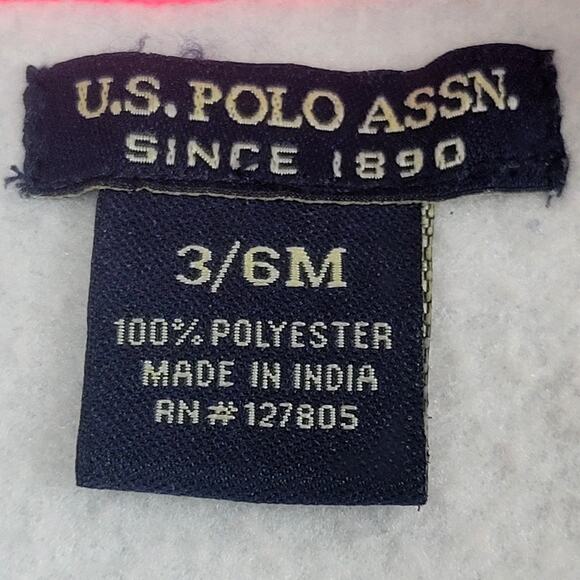 U.S. POLO ASSN.
SINCE 1890
3/6M
100% POLYESTER
MADE IN INDIA
RN # 127805